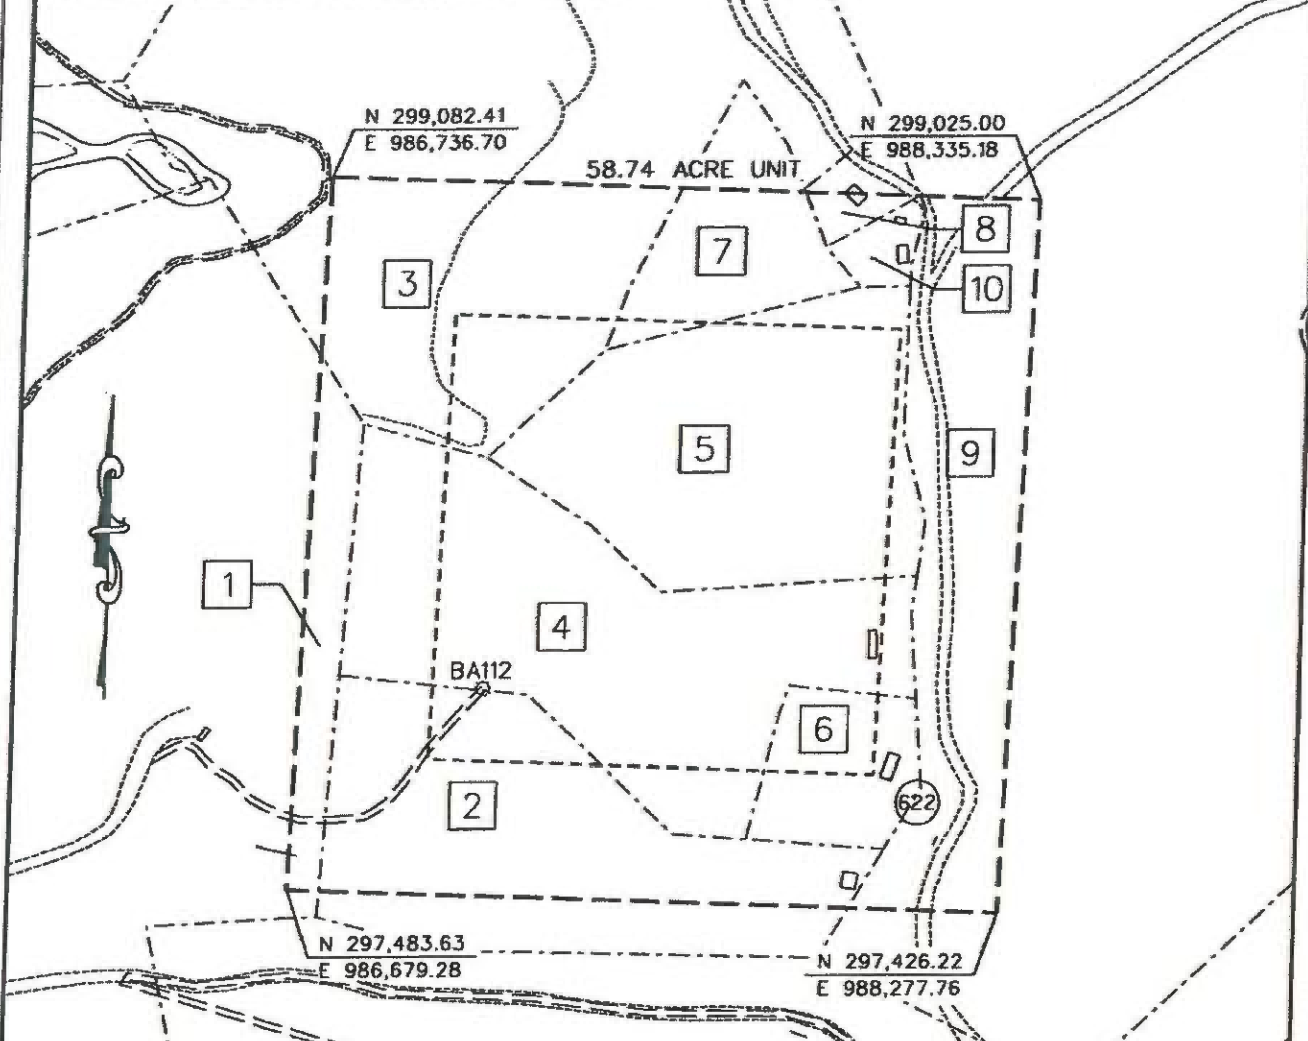 N 299,082.41
E 986,736.70
N 299,025.00
E 988,335.18
58.74 ACRE UNIT
8
7
3
10
5
9
1
4
BA112
6
2
622
N 297,483.63
E 986,679.28
N 297,426.22
E 988,277.76